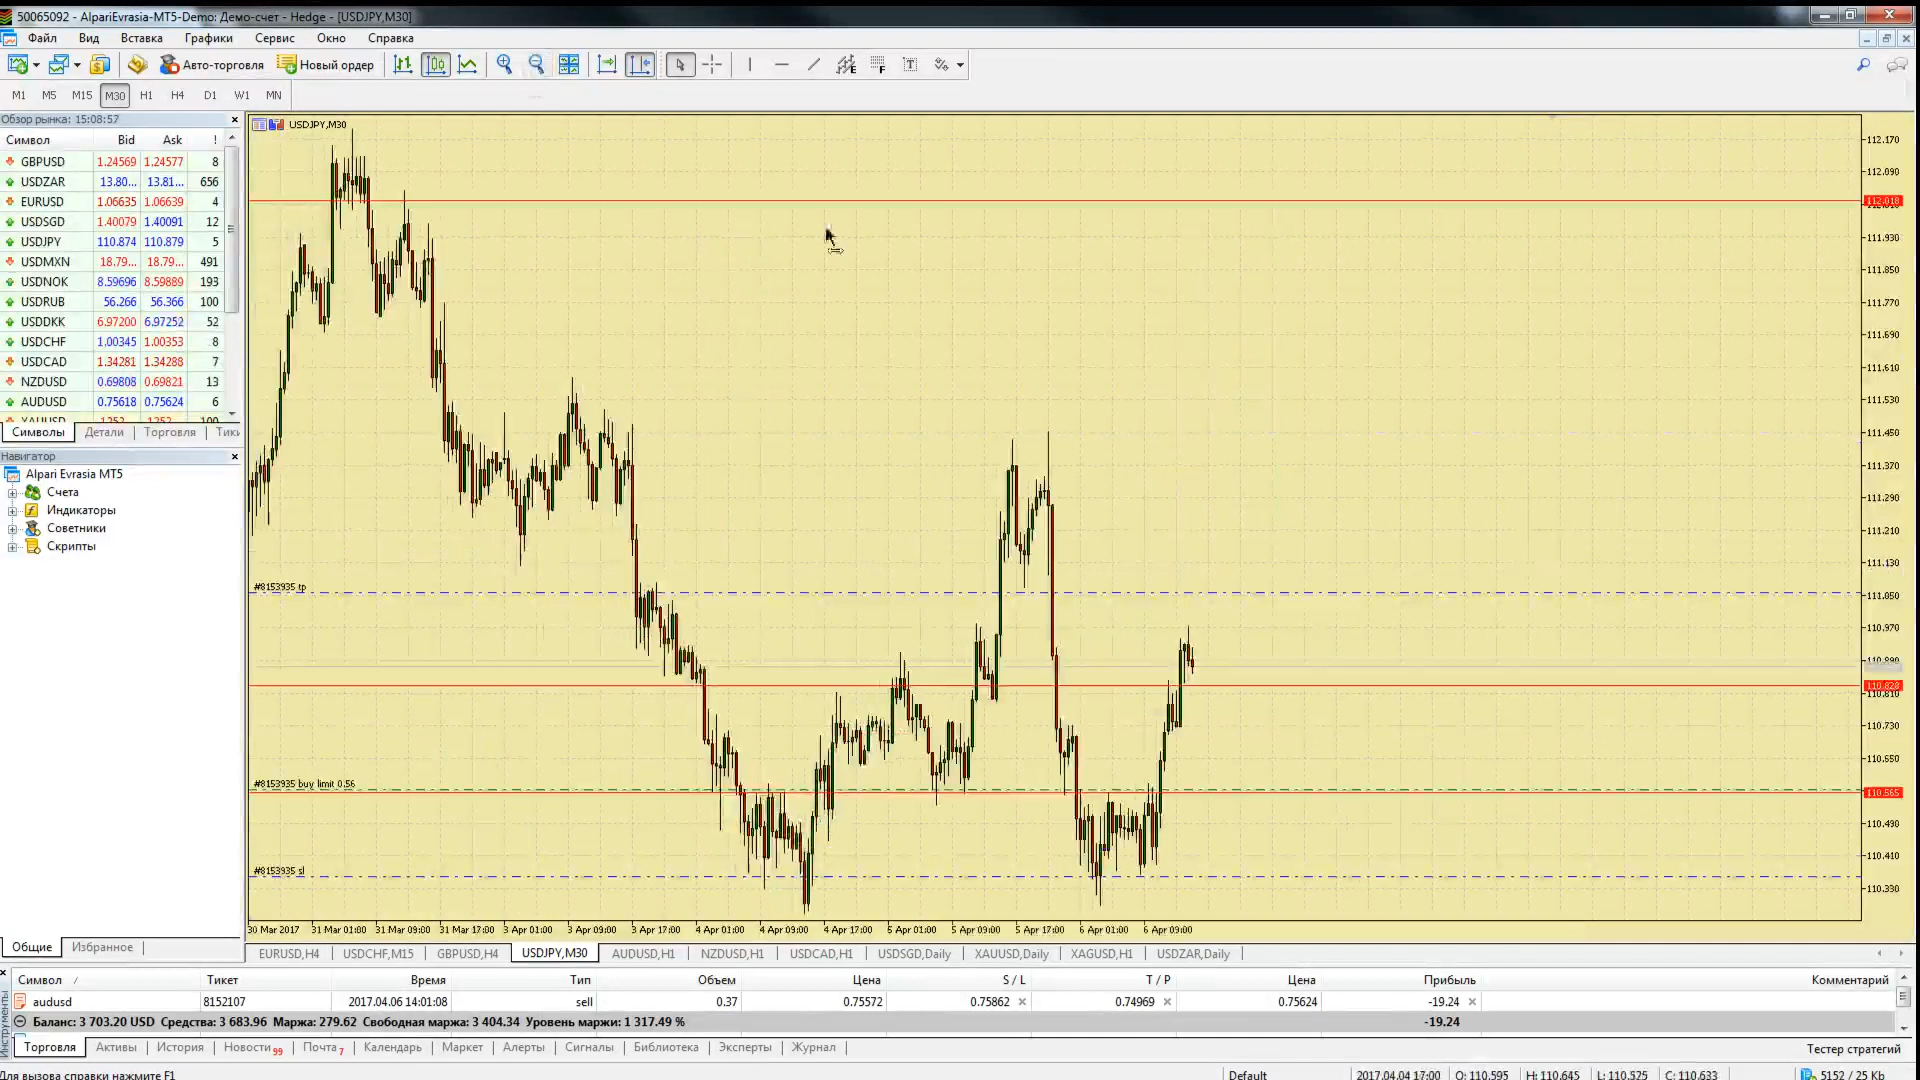 50065092 - AlpariEvrasia-MT5-Demo: Демо-счет - Hedge - [USDJPY,M30]
Файл Вид Вставка Графики Сервис Окно Справка
Авто-торговля Новый ордер
M1 M5 M15 M30 H1 H4 D1 W1 MN
Обзор рынка: 15:08:57
Символ Bid Ask !
GBPUSD 1.24569 1.24577 8
USDZAR 13.80... 13.81... 656
EURUSD 1.06635 1.06639 4
USDSGD 1.40079 1.40091 12
USDJPY 110.874 110.879 5
USDMXN 18.79... 18.79... 491
USDNOK 8.59696 8.59889 193
USDRUB 56.266 56.366 100
USDDKK 6.97200 6.97252 52
USDCHF 1.00345 1.00353 8
USDCAD 1.34281 1.34288 7
NZDUSD 0.69808 0.69821 13
AUDUSD 0.75618 0.75624 6
XAUUSD 1252... 1252... 100
Символы Детали Торговля Тики
Навигатор
Alpari Evrasia MT5
Счета
Индикаторы
Советники
Скрипты
Общие Избранное
USDJPY,M30
#8153935 tp
#8153935 buy limit 0.56
#8153935 sl
112.170
112.090
112.018
111.930
111.850
111.770
111.690
111.610
111.530
111.450
111.370
111.290
111.210
111.130
111.050
110.970
110.890
110.828
110.810
110.730
110.650
110.565
110.490
110.410
110.330
30 Mar 2017 31 Mar 01:00 31 Mar 09:00 31 Mar 17:00 3 Apr 01:00 3 Apr 09:00 3 Apr 17:00 4 Apr 01:00 4 Apr 09:00 4 Apr 17:00 5 Apr 01:00 5 Apr 09:00 5 Apr 17:00 6 Apr 01:00 6 Apr 09:00
EURUSD,H4 USDCHF,M15 GBPUSD,H4 USDJPY,M30 AUDUSD,H1 NZDUSD,H1 USDCAD,H1 USDSGD,Daily XAUUSD,Daily XAGUSD,H1 USDZAR,Daily
Символ Тикет Время Тип Объем Цена S / L T / P Цена Прибыль Комментарий
audusd 8152107 2017.04.06 14:01:08 sell 0.37 0.75572 0.75862 0.74969 0.75624 -19.24
Баланс: 3 703.20 USD Средства: 3 683.96 Маржа: 279.62 Свободная маржа: 3 404.34 Уровень маржи: 1 317.49 % -19.24
Инструменты
Торговля Активы История Новости 99 Почта 7 Календарь Маркет Алерты Сигналы Библиотека Эксперты Журнал Тестер стратегий
Для вызова справки нажмите F1 Default 2017.04.04 17:00 O: 110.595 H: 110.645 L: 110.525 C: 110.633 5152 / 25 Kb